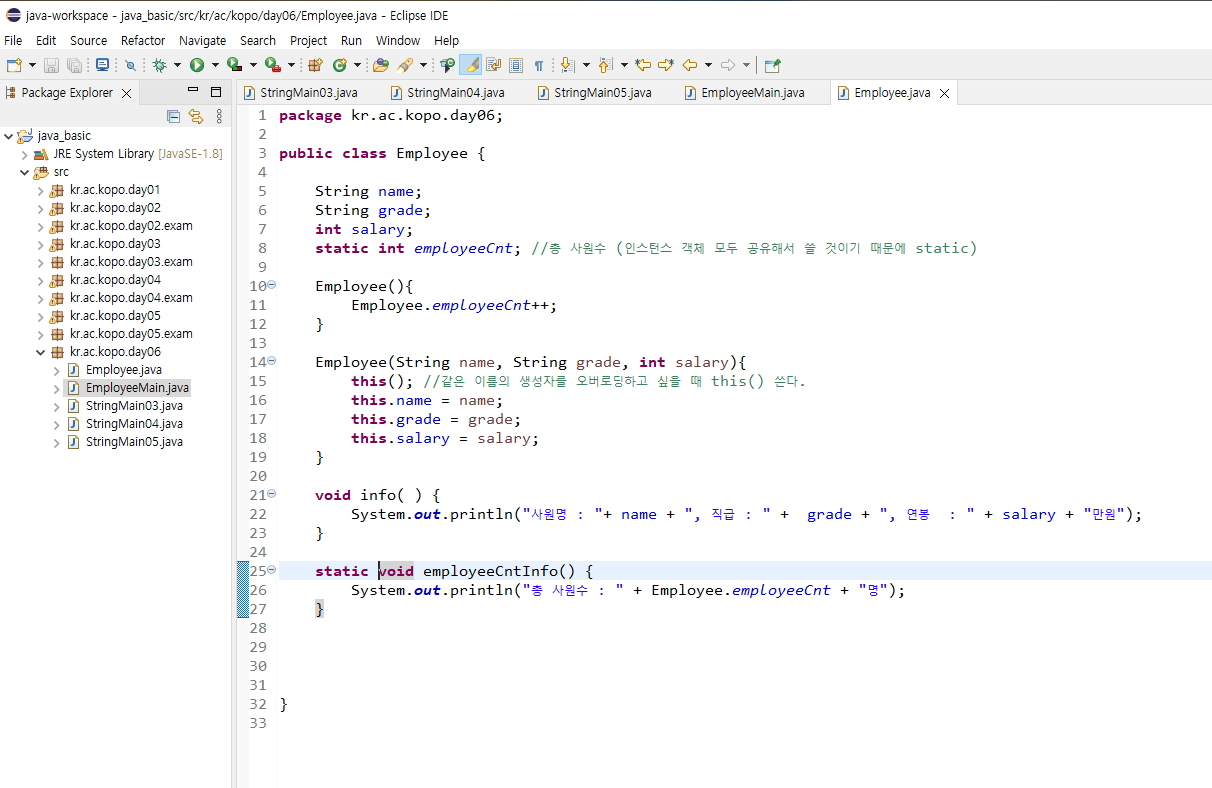 java-workspace - java_basic/src/kr/ac/kopo/day06/Employee.java - Eclipse IDE
File Edit Source Refactor Navigate Search Project Run Window Help
Package Explorer
StringMain03.java StringMain04.java StringMain05.java EmployeeMain.java Employee.java
java_basic
JRE System Library [JavaSE-1.8]
src
kr.ac.kopo.day01
kr.ac.kopo.day02
kr.ac.kopo.day02.exam
kr.ac.kopo.day03
kr.ac.kopo.day03.exam
kr.ac.kopo.day04
kr.ac.kopo.day04.exam
kr.ac.kopo.day05
kr.ac.kopo.day05.exam
kr.ac.kopo.day06
Employee.java
EmployeeMain.java
StringMain03.java
StringMain04.java
StringMain05.java
1 package kr.ac.kopo.day06;
2
3 public class Employee {
4
5 String name;
6 String grade;
7 int salary;
8 static int employeeCnt; //총 사원수 (인스턴스 객체 모두 공유해서 쓸 것이기 때문에 static)
9
10 Employee(){
11 Employee.employeeCnt++;
12 }
13
14 Employee(String name, String grade, int salary){
15 this(); //같은 이름의 생성자를 오버로딩하고 싶을 때 this() 쓴다.
16 this.name = name;
17 this.grade = grade;
18 this.salary = salary;
19 }
20
21 void info( ) {
22 System.out.println("사원명 : "+ name + ", 직급 : " +  grade + ", 연봉  : " + salary + "만원");
23 }
24
25 static void employeeCntInfo() {
26 System.out.println("총 사원수 : " + Employee.employeeCnt + "명");
27 }
28
29
30
31
32 }
33